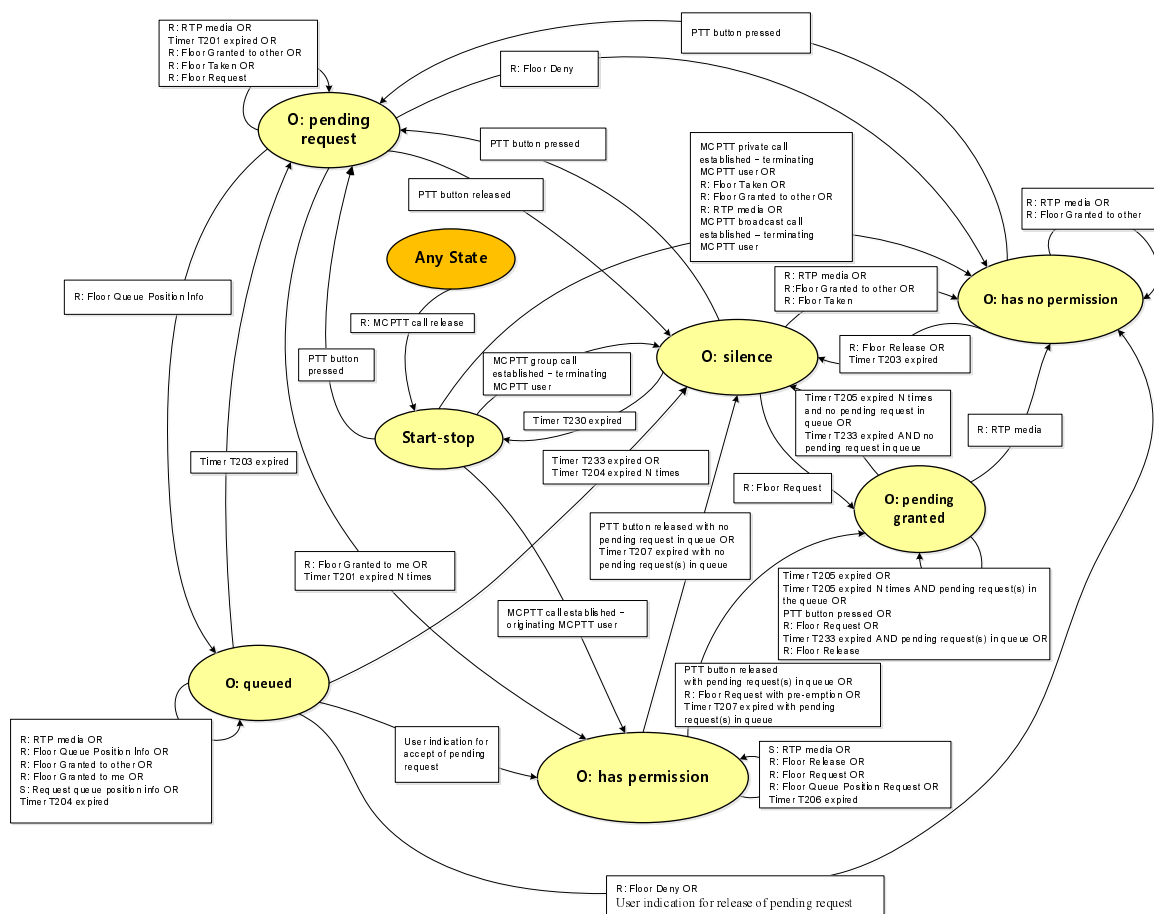 R: RTP media OR
Timer T201 expired OR
R: Floor Granted to other OR
R: Floor Taken OR
R: Floor Request
PTT button pressed
R: Floor Deny
O: pending
request
PTT button pressed
MCPTT private call
established – terminating
MCPTT user OR
R: Floor Taken OR
R: Floor Granted to other OR
R: RTP media OR
MCPTT broadcast call
established – terminating
MCPTT user
PTT button released
R: RTP media OR
R: Floor Granted to other
Any State
R: RTP media OR
R:Floor Granted to other OR
R: Floor Taken
O: has no permission
R: Floor Queue Position Info
R: MCPTT call release
R: Floor Release OR
Timer T203 expired
O: silence
PTT button
pressed
MCPTT group call
established – terminating
MCPTT user
Timer T205 expired N times
and no pending request in
queue OR
Timer T233 expired AND no
pending request in queue
Timer T230 expired
R: RTP media
Start-stop
Timer T203 expired
Timer T233 expired OR
Timer T204 expired N times
R: Floor Request
O: pending
granted
PTT button released with no
pending request in queue OR
Timer T207 expired with no
pending request(s) in queue
R: Floor Granted to me OR
Timer T201 expired N times
Timer T205 expired OR
Timer T205 expired N times AND pending request(s) in
the queue OR
PTT button pressed OR
R: Floor Request OR
Timer T233 expired AND pending request(s) in queue OR
R: Floor Release
MCPTT call established –
originating MCPTT user
O: queued
PTT button released
with pending request(s) in queue OR
R: Floor Request with pre-emption OR
Timer T207 expired with pending
request(s) in queue
R: RTP media OR
R: Floor Queue Position Info OR
R: Floor Granted to other OR
R: Floor Granted to me OR
S: Request queue position info OR
Timer T204 expired
User indication for
accept of pending
request
O: has permission
S: RTP media OR
R: Floor Release OR
R: Floor Request OR
R: Floor Queue Position Request OR
Timer T206 expired
R: Floor Deny OR
User indication for release of pending request